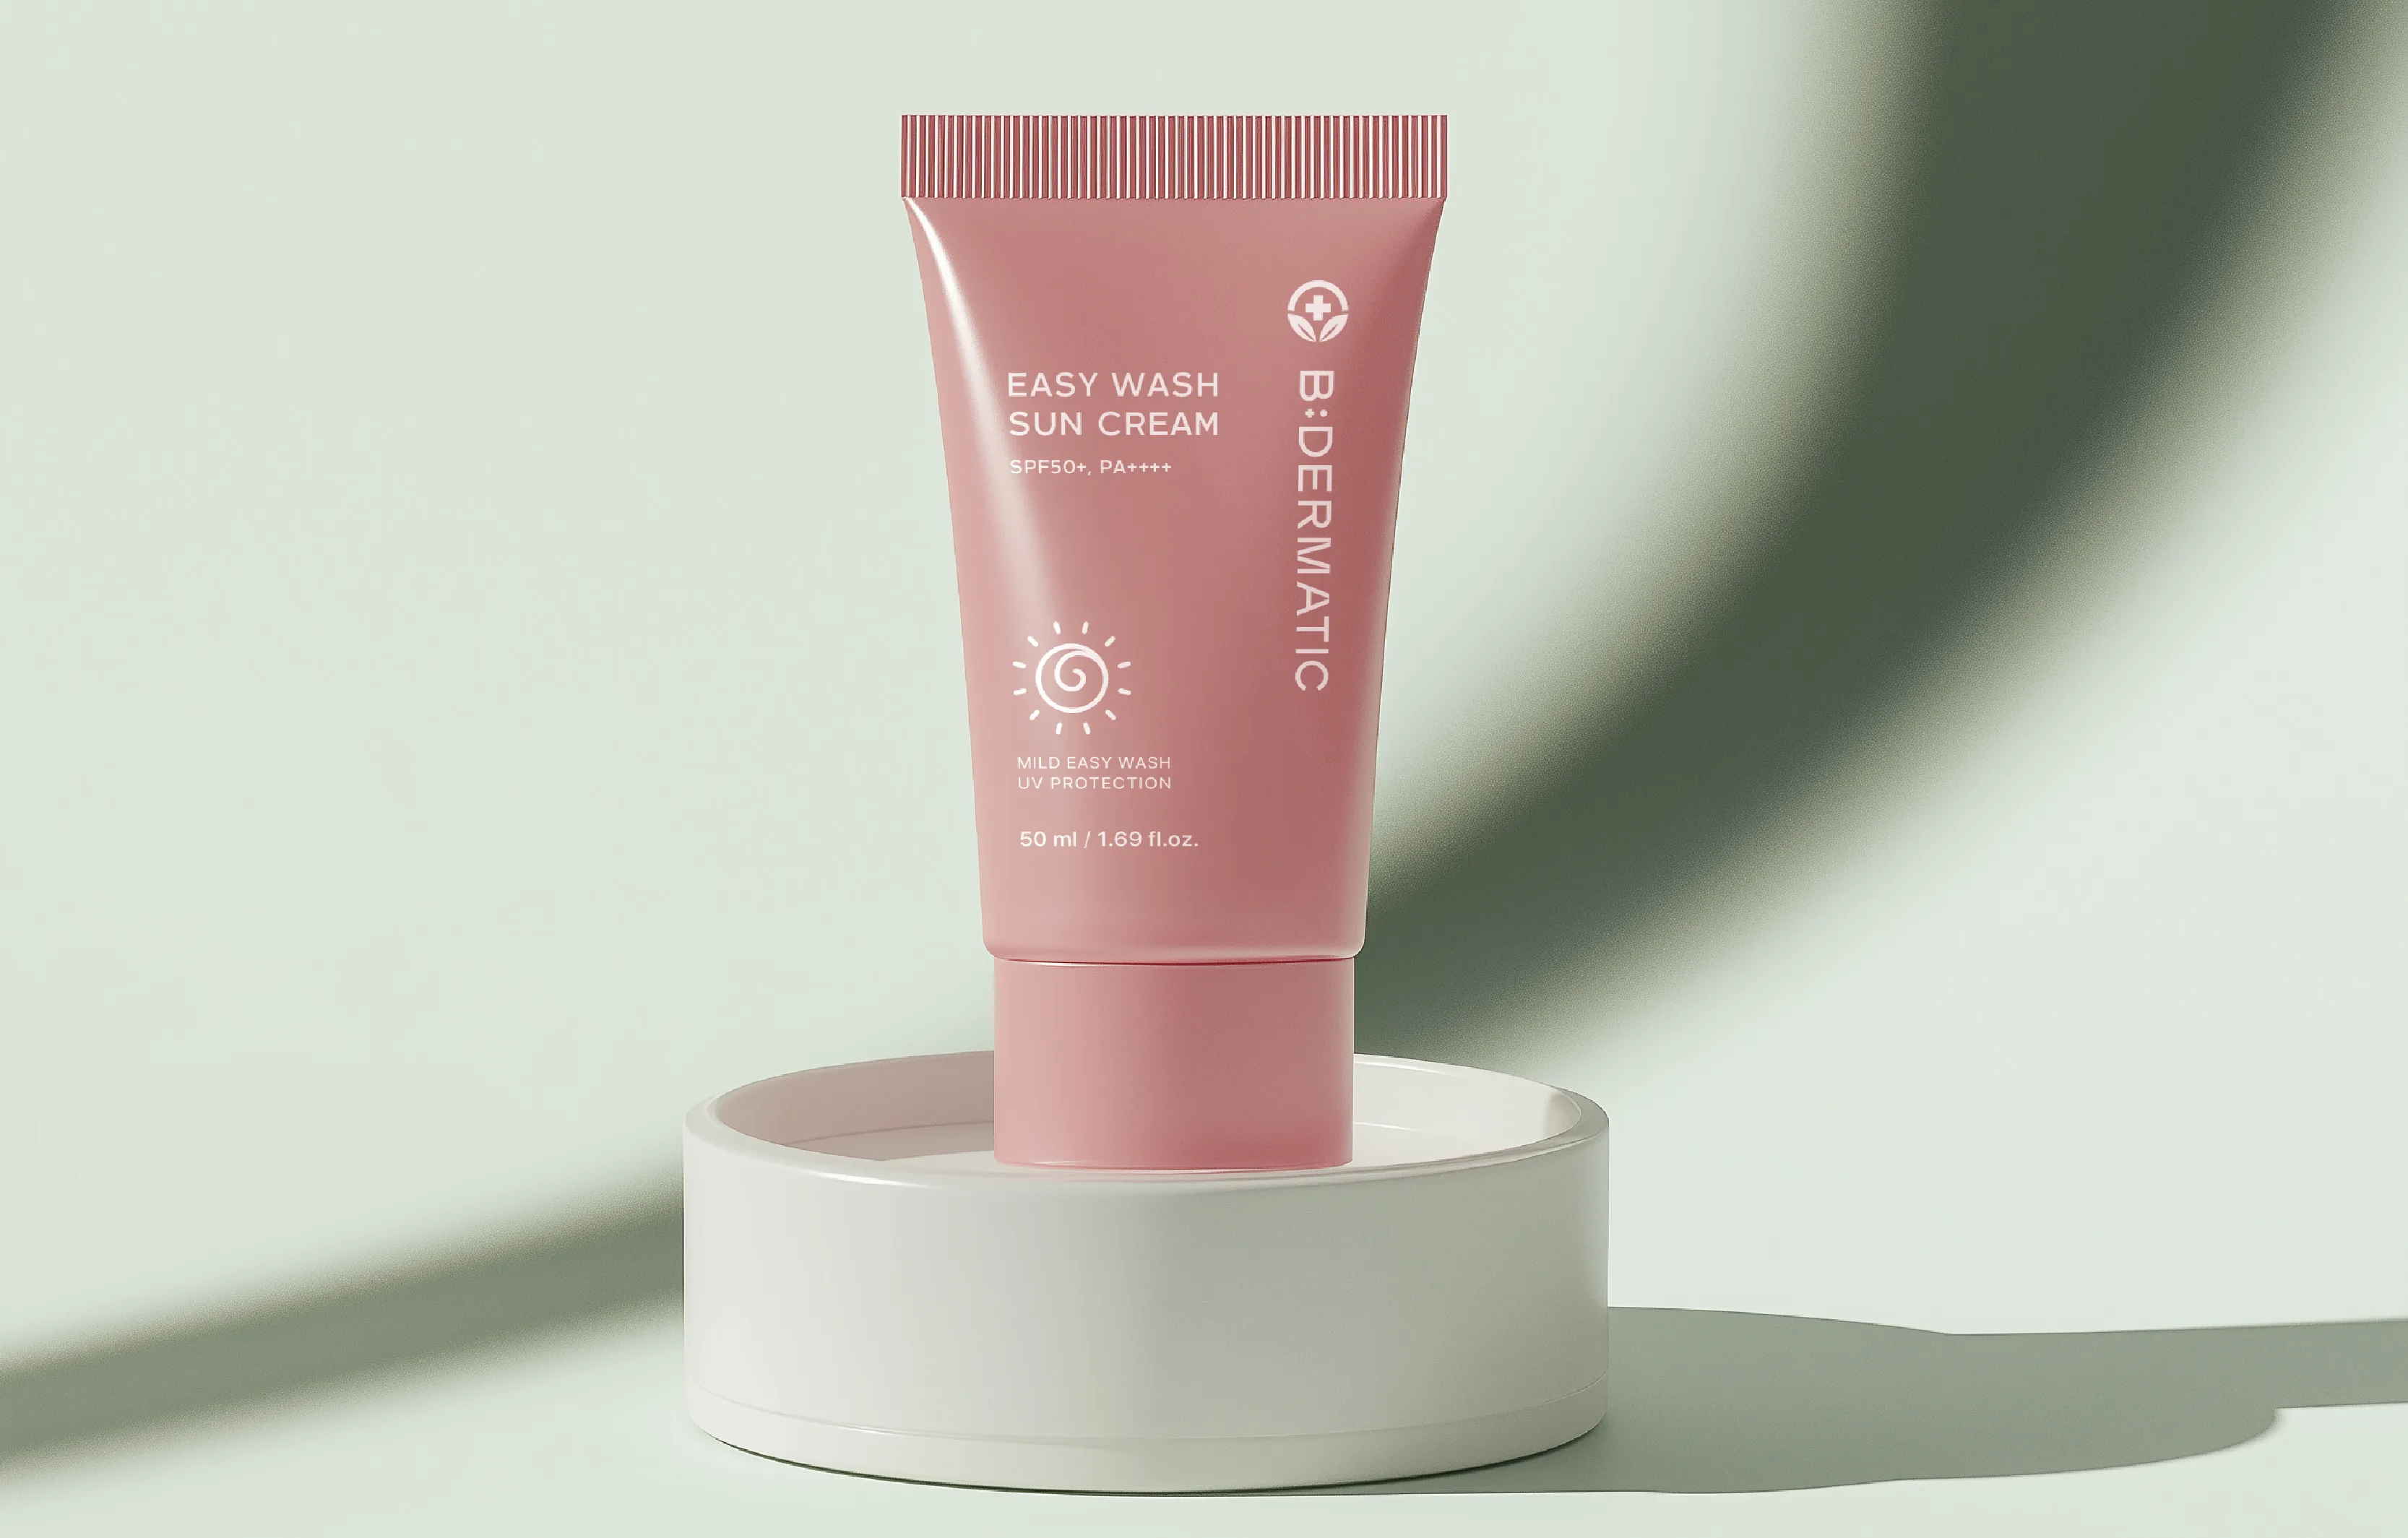 EASY WASH
SUN CREAM
SPF50+, PA++++
MILD EASY WASH
UV PROTECTION
50 ml / 1.69 fl.oz.
B:DERMATIC